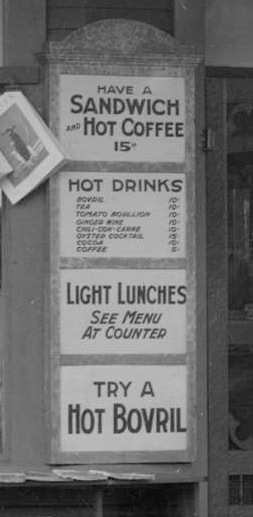 HAVE A
SANDWICH
AND HOT COFFEE
15¢
HOT DRINKS
BOVRIL 10¢
TEA 10¢
TOMATO BOUILLION 10¢
GINGER WINE 10¢
CHILI-CON-CARNE 10¢
OYSTER COCKTAIL 15¢
COCOA 10¢
COFFEE 5¢
LIGHT LUNCHES
SEE MENU
AT COUNTER
TRY A
HOT BOVRIL